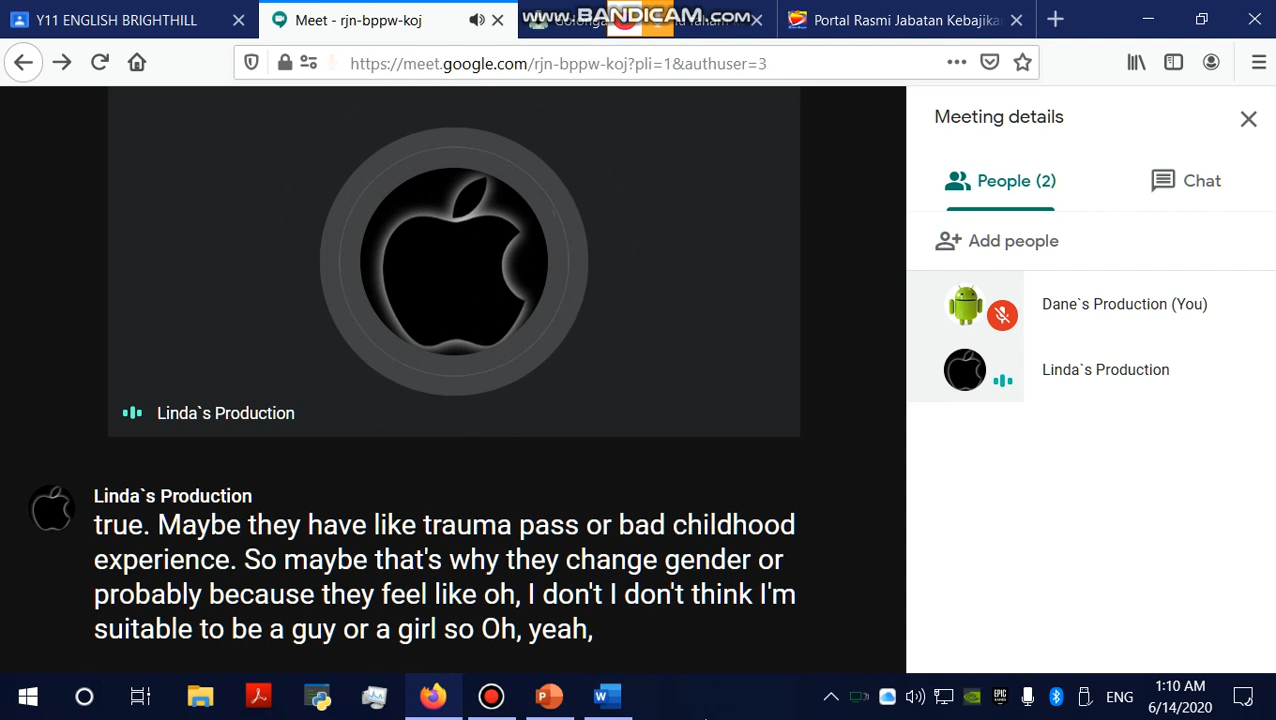 Y11 ENGLISH BRIGHTHILL
Meet - rjn-bppw-koj
www.BANDICAM.com
Portal Rasmi Jabatan Kebajika
https://meet.google.com/rjn-bppw-koj?pli=1&authuser=3
Meeting details
People (2)
Chat
Add people
Dane`s Production (You)
Linda`s Production
Linda`s Production
Linda`s Production
true. Maybe they have like trauma pass or bad childhood
experience. So maybe that's why they change gender or
probably because they feel like oh, I don't I don't think I'm
suitable to be a guy or a girl so Oh, yeah,
ENG
1:10 AM
6/14/2020